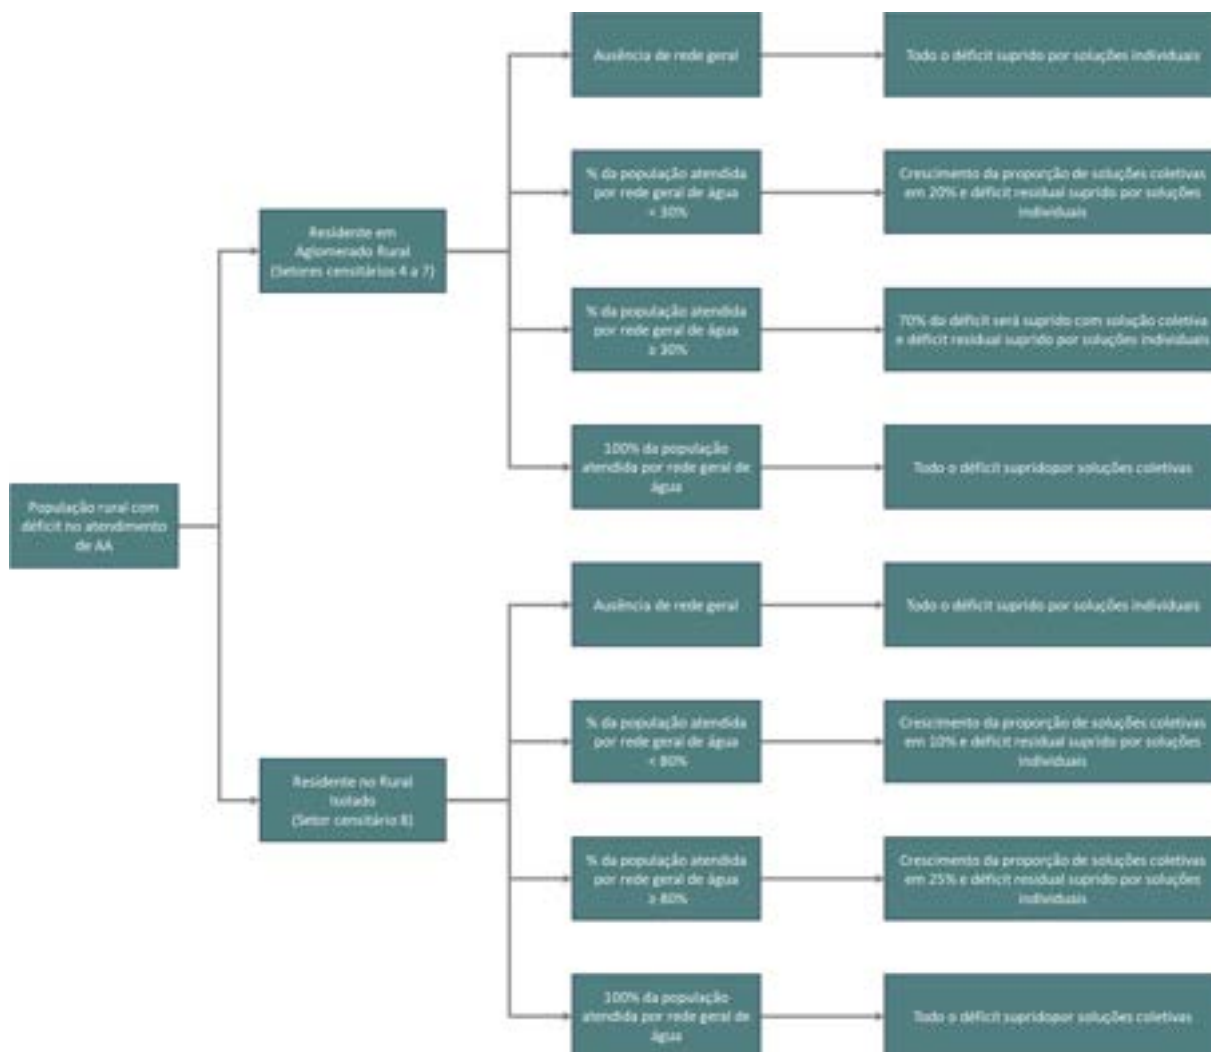 Ausência de rede geral
Todo o déficit suprido por soluções individuais
% da população atendida
por rede geral de água
< 30%
Crescimento da proporção de soluções coletivas
em 20% e déficit residual suprido por soluções
individuais
Residente em
Aglomerado Rural
(Setores censitários 4 a 7)
% da população atendida
por rede geral de água
≥ 30%
70% do déficit será suprido com solução coletiva
e déficit residual suprido por soluções individuais
100% da população
atendida por rede geral de
água
Todo o déficit supridopor soluções coletivas
População rural com
déficit no atendimento
de AA
Ausência de rede geral
Todo o déficit suprido por soluções individuais
% da população atendida
por rede geral de água
< 80%
Crescimento da proporção de soluções coletivas
em 10% e déficit residual suprido por soluções
individuais
Residente no Rural
Isolado
(Setor censitário 8)
% da população atendida
por rede geral de água
≥ 80%
Crescimento da proporção de soluções coletivas
em 25% e déficit residual suprido por soluções
individuais
100% da população
atendida por rede geral de
água
Todo o déficit supridopor soluções coletivas